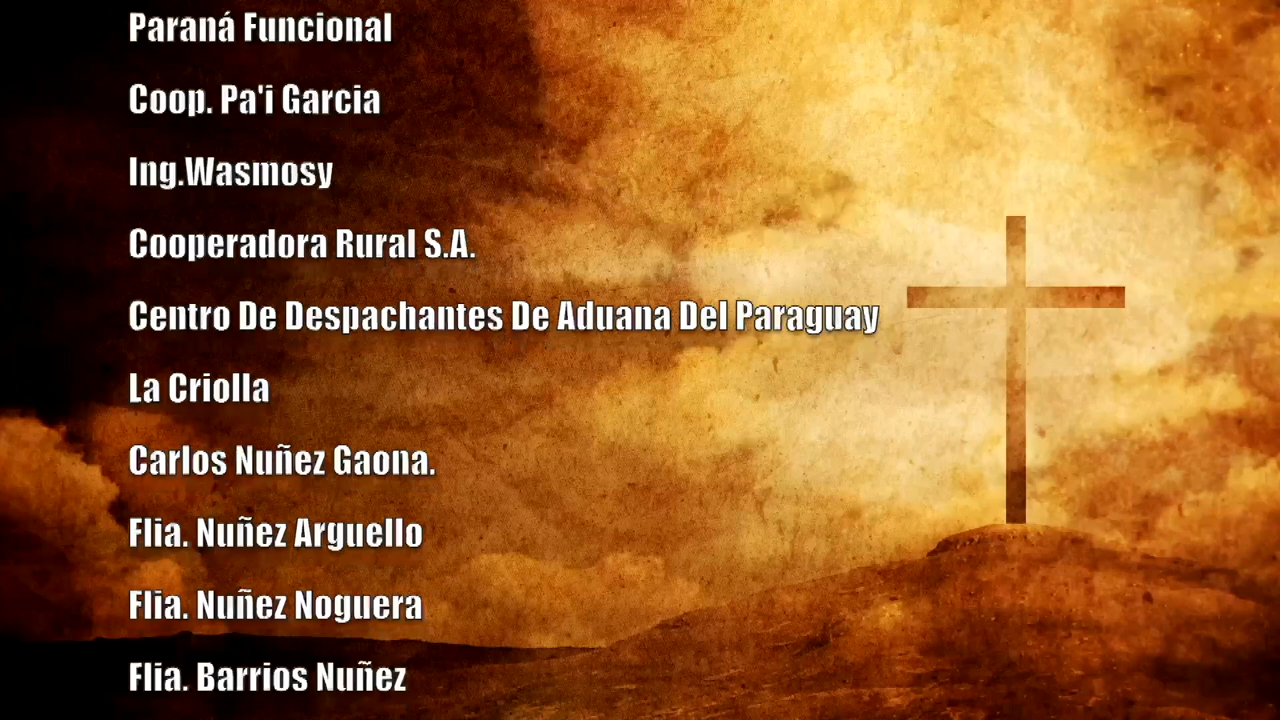 Paraná Funcional
Coop. Pa'i Garcia
Ing.Wasmosy
Cooperadora Rural S.A.
Centro De Despachantes De Aduana Del Paraguay
La Criolla
Carlos Nuñez Gaona.
Flia. Nuñez Arguello
Flia. Nuñez Noguera
Flia. Barrios Nuñez